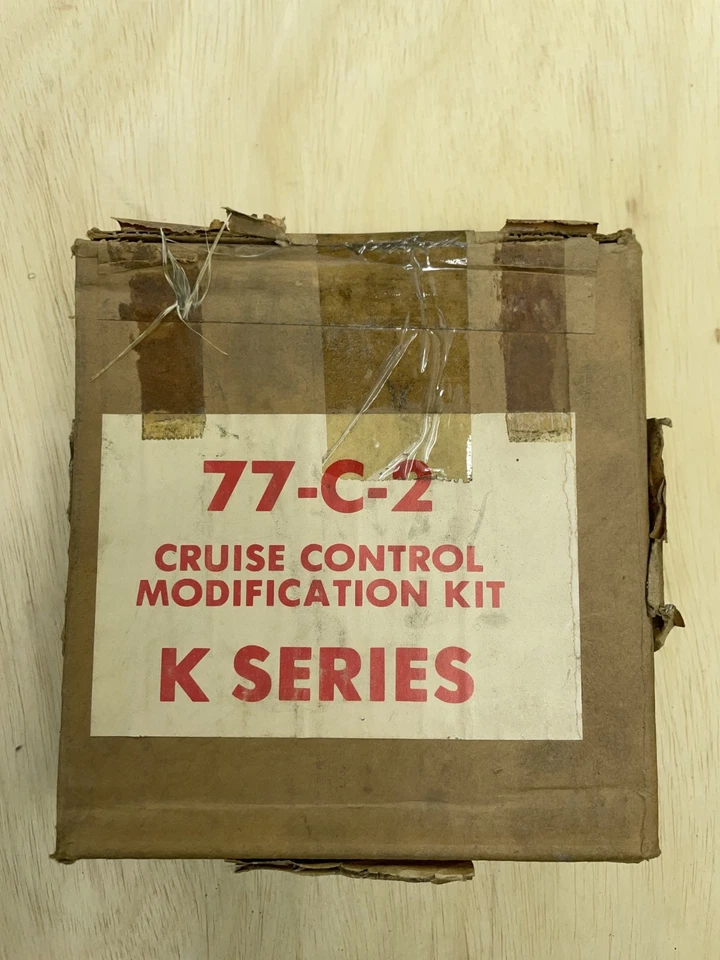 77-C-2
CRUISE CONTROL
MODIFICATION KIT
K SERIES